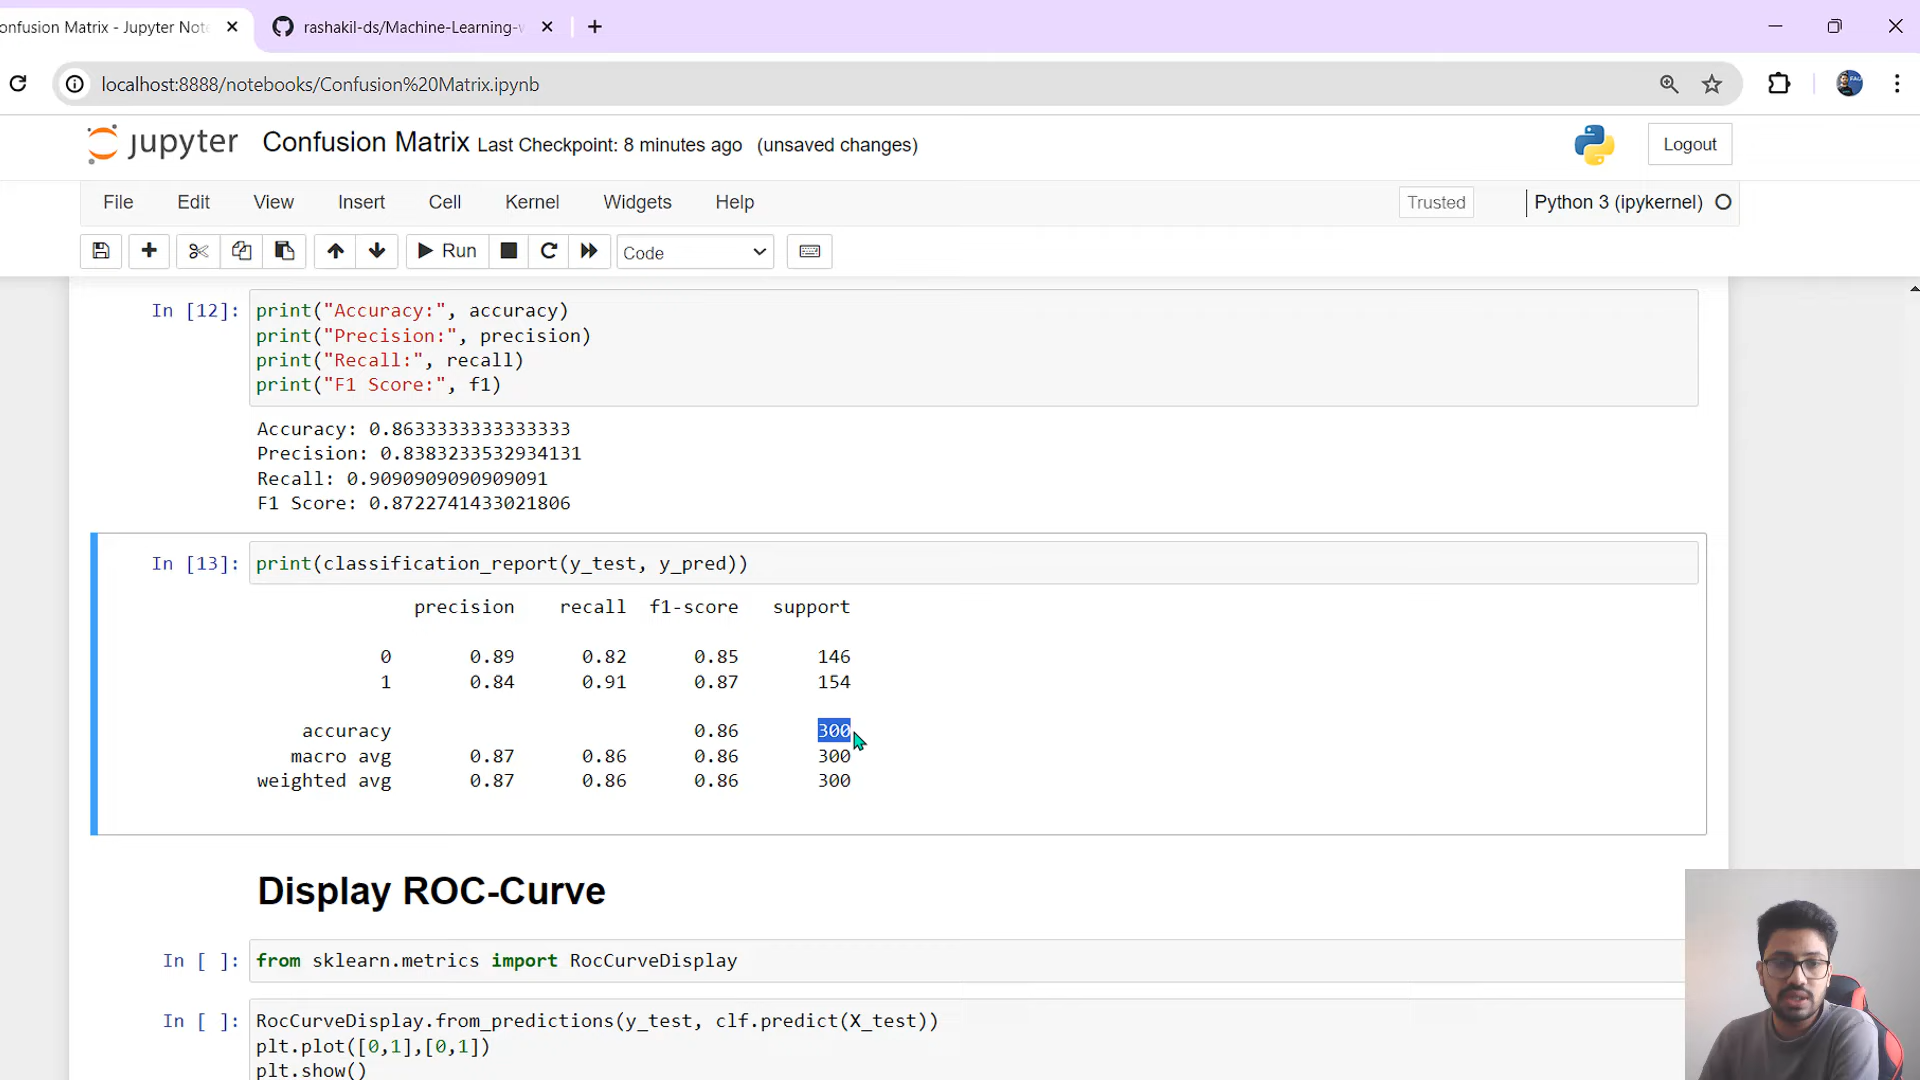 onfusion Matrix - Jupyter Not
rashakil-ds/Machine-Learning-
localhost:8888/notebooks/Confusion%20Matrix.ipynb
jupyter Confusion Matrix Last Checkpoint: 8 minutes ago (unsaved changes)
Logout
File Edit View Insert Cell Kernel Widgets Help
Trusted Python 3 (ipykernel)
Run Code
In [12]: print("Accuracy:", accuracy)
print("Precision:", precision)
print("Recall:", recall)
print("F1 Score:", f1)
Accuracy: 0.8633333333333333
Precision: 0.8383233532934131
Recall: 0.9090909090909091
F1 Score: 0.8722741433021806
In [13]: print(classification_report(y_test, y_pred))
precision recall f1-score support
0 0.89 0.82 0.85 146
1 0.84 0.91 0.87 154
accuracy 0.86 300
macro avg 0.87 0.86 0.86 300
weighted avg 0.87 0.86 0.86 300
Display ROC-Curve
In [ ]: from sklearn.metrics import RocCurveDisplay
In [ ]: RocCurveDisplay.from_predictions(y_test, clf.predict(X_test))
plt.plot([0,1],[0,1])
plt.show()